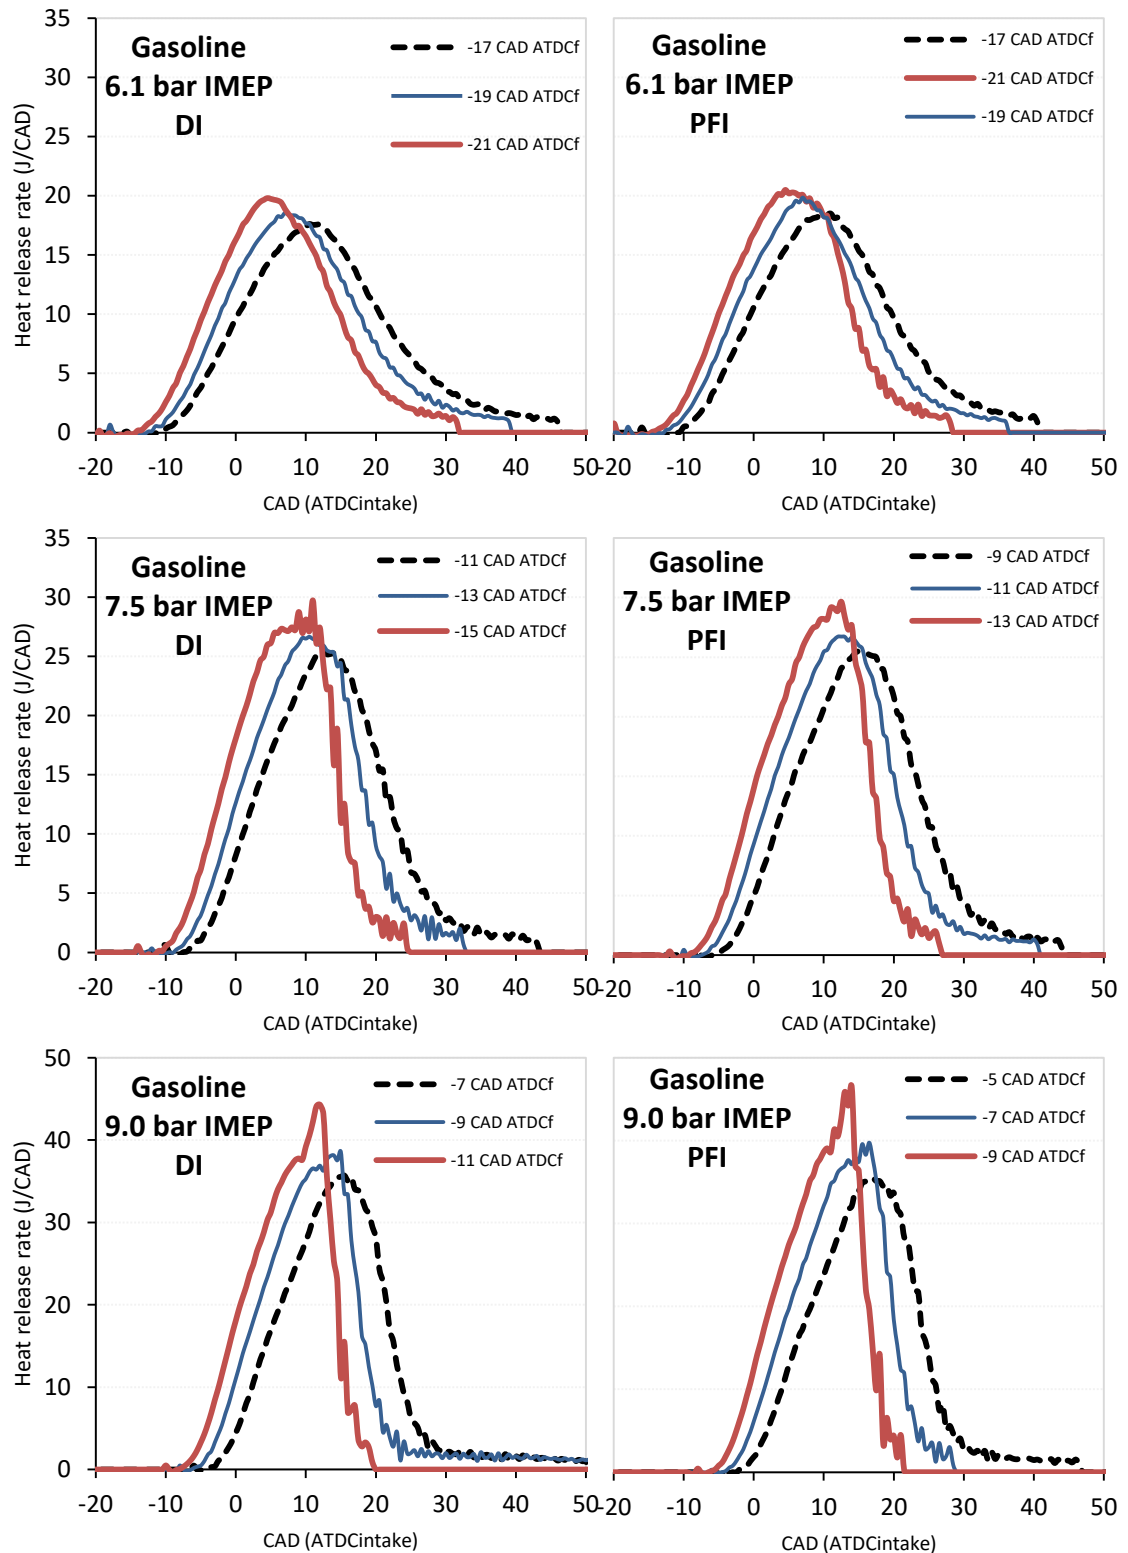 35
30
25
20
15
10
5
0
Heat release rate (J/CAD)
Gasoline
6.1 bar IMEP
DI
-17 CAD ATDCf
-19 CAD ATDCf
-21 CAD ATDCf
-20 -10 0 10 20 30 40 50
CAD (ATDCintake)
Gasoline
6.1 bar IMEP
PFI
-17 CAD ATDCf
-21 CAD ATDCf
-19 CAD ATDCf
-20 -10 0 10 20 30 40 50
CAD (ATDCintake)
35
30
25
20
15
10
5
0
Heat release rate (J/CAD)
Gasoline
7.5 bar IMEP
DI
-11 CAD ATDCf
-13 CAD ATDCf
-15 CAD ATDCf
-20 -10 0 10 20 30 40 50
CAD (ATDCintake)
Gasoline
7.5 bar IMEP
PFI
-9 CAD ATDCf
-11 CAD ATDCf
-13 CAD ATDCf
-20 -10 0 10 20 30 40 50
CAD (ATDCintake)
50
40
30
20
10
0
Heat release rate (J/CAD)
Gasoline
9.0 bar IMEP
DI
-7 CAD ATDCf
-9 CAD ATDCf
-11 CAD ATDCf
-20 -10 0 10 20 30 40 50
CAD (ATDCintake)
Gasoline
9.0 bar IMEP
PFI
-5 CAD ATDCf
-7 CAD ATDCf
-9 CAD ATDCf
-20 -10 0 10 20 30 40 50
CAD (ATDCintake)